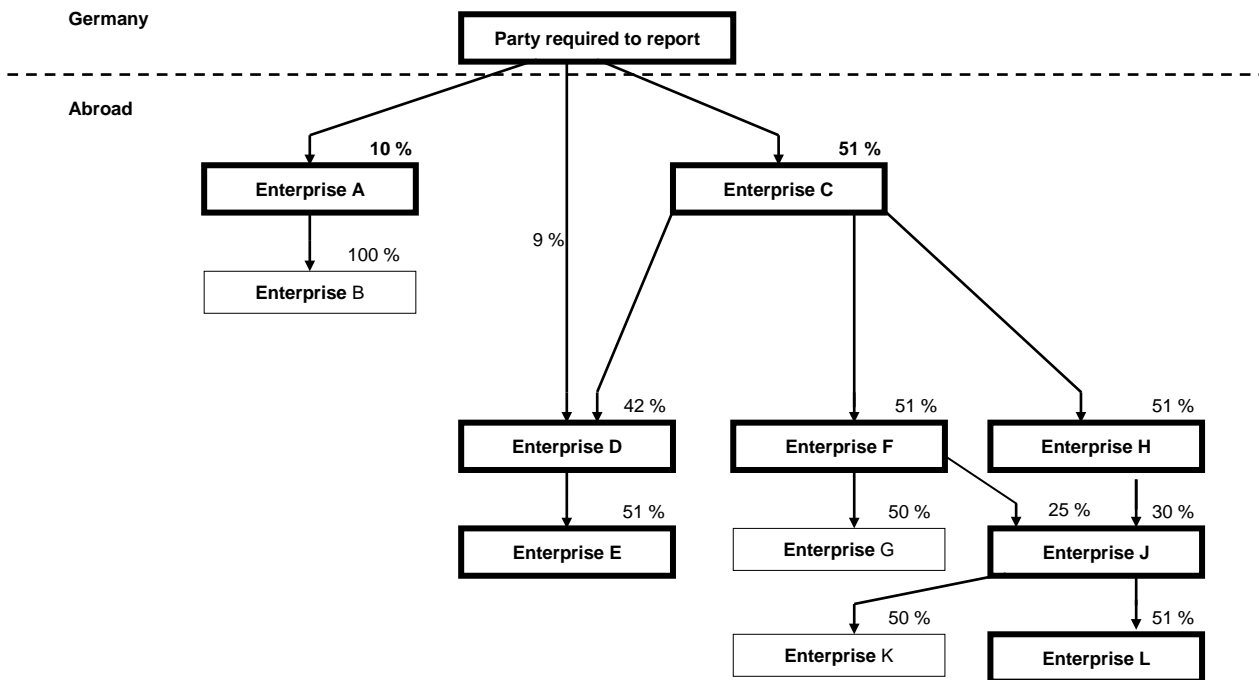 Germany
Party required to report
Abroad
10 %
51 %
Enterprise A
Enterprise C
9 %
100 %
Enterprise B
42 %
51 %
51 %
Enterprise D
Enterprise F
Enterprise H
51 %
50 %
25 %
30 %
Enterprise E
Enterprise G
Enterprise J
50 %
51 %
Enterprise K
Enterprise L